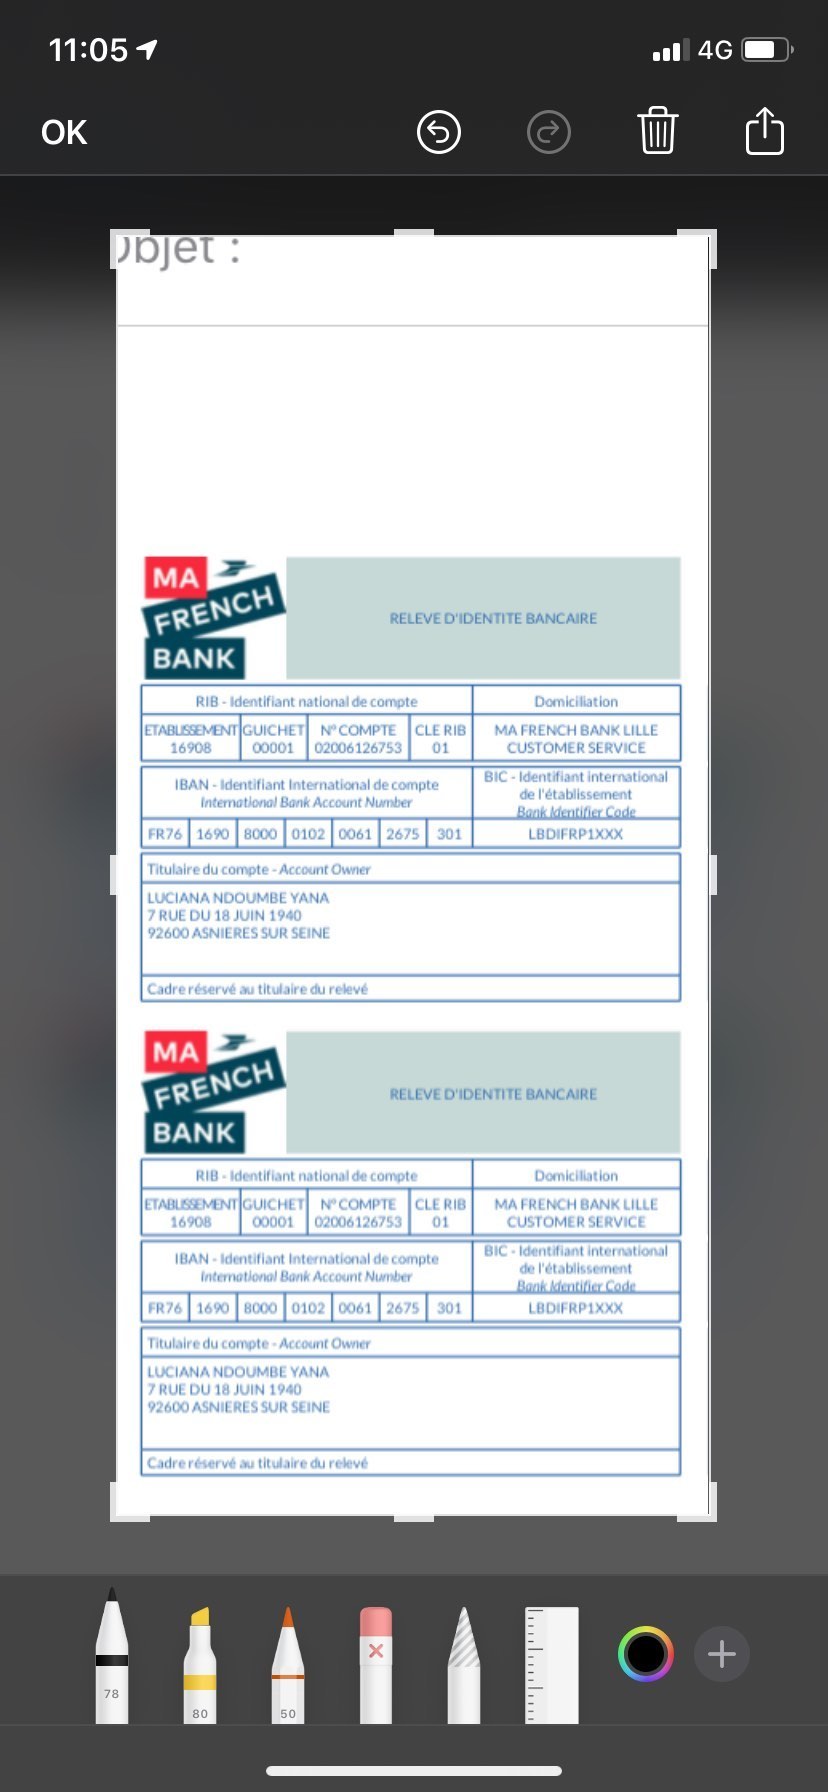 11:05
4G
OK
Objet :
MA
FRENCH
BANK
RELEVE D'IDENTITE BANCAIRE
RIB - Identifiant national de compte Domiciliation
ETABLISSEMENT GUICHET N° COMPTE CLE RIB MA FRENCH BANK LILLE
16908 00001 02006126753 01 CUSTOMER SERVICE
IBAN - Identifiant International de compte BIC - Identifiant international
International Bank Account Number de l'établissement
Bank Identifier Code
FR76 1690 8000 0102 0061 2675 301 LBDIFRP1XXX
Titulaire du compte - Account Owner
LUCIANA NDOUMBE YANA
7 RUE DU 18 JUIN 1940
92600 ASNIERES SUR SEINE
Cadre réservé au titulaire du relevé
MA
FRENCH
BANK
RELEVE D'IDENTITE BANCAIRE
RIB - Identifiant national de compte Domiciliation
ETABLISSEMENT GUICHET N° COMPTE CLE RIB MA FRENCH BANK LILLE
16908 00001 02006126753 01 CUSTOMER SERVICE
IBAN - Identifiant International de compte BIC - Identifiant international
International Bank Account Number de l'établissement
Bank Identifier Code
FR76 1690 8000 0102 0061 2675 301 LBDIFRP1XXX
Titulaire du compte - Account Owner
LUCIANA NDOUMBE YANA
7 RUE DU 18 JUIN 1940
92600 ASNIERES SUR SEINE
Cadre réservé au titulaire du relevé
78
80
50